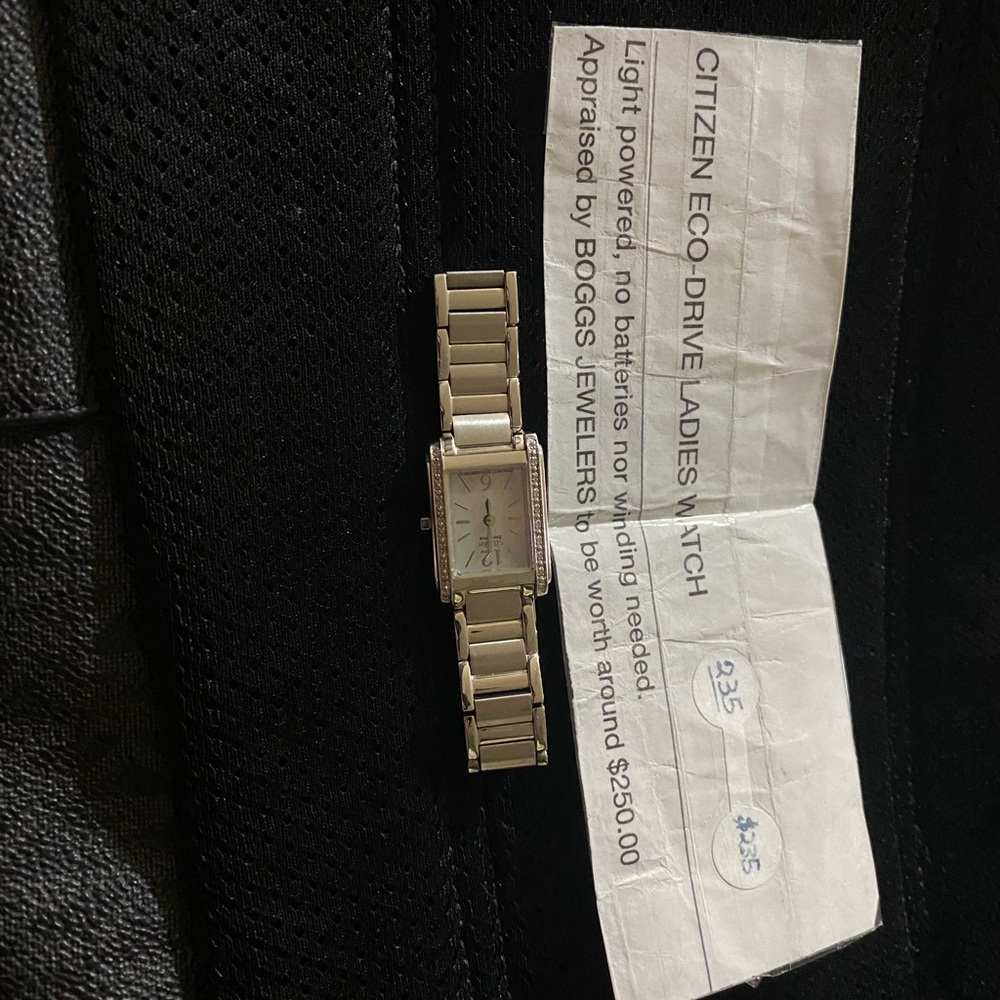 CITIZEN ECO-DRIVE LADIES WATCH
Light powered, no batteries nor winding needed.
Appraised by BOGGS JEWELERS to be worth around $250.00
235
$235